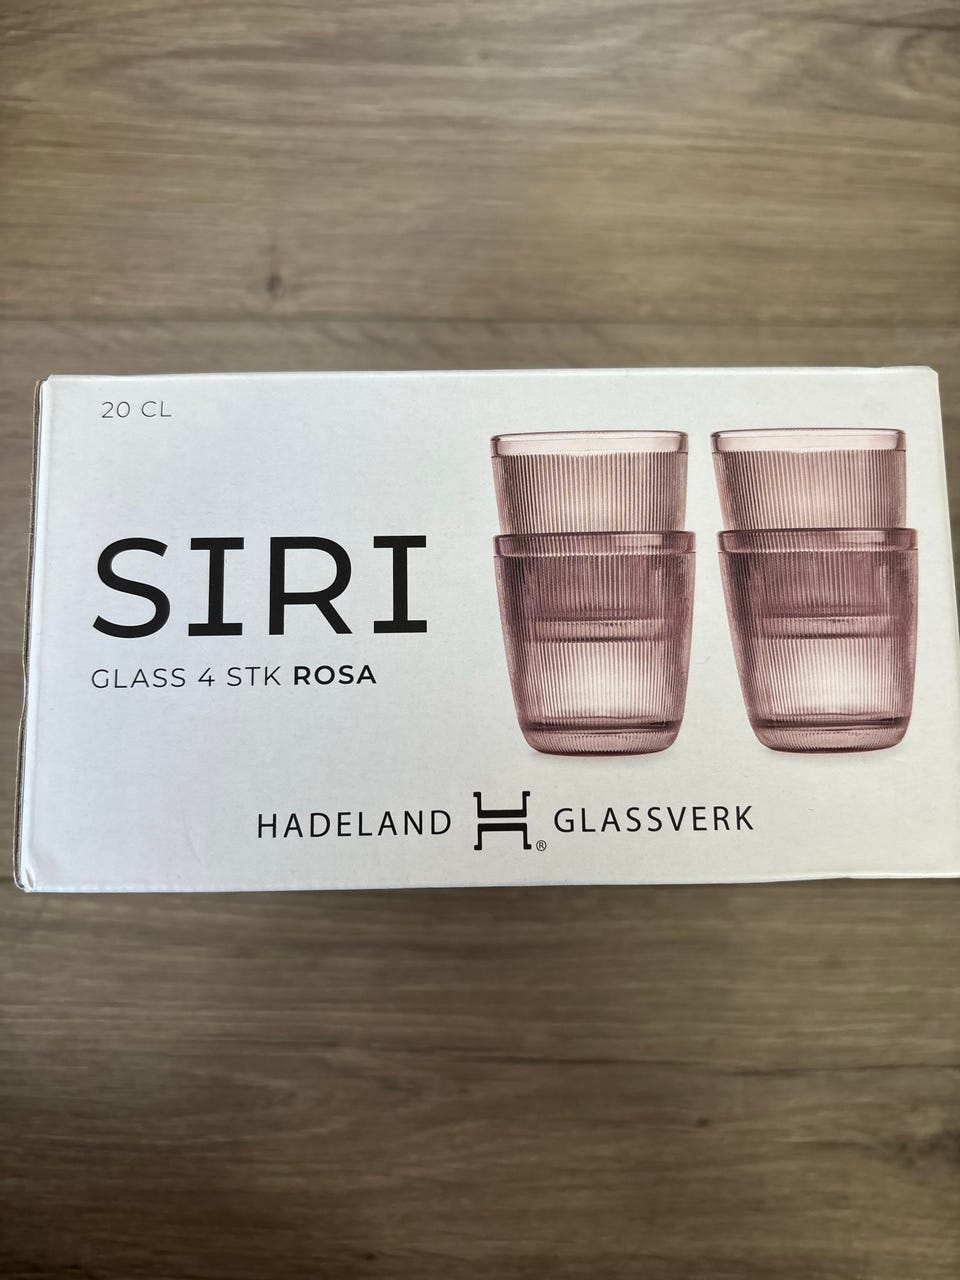 20 CL
SIRI
GLASS 4 STK ROSA
HADELAND GLASSVERK
®